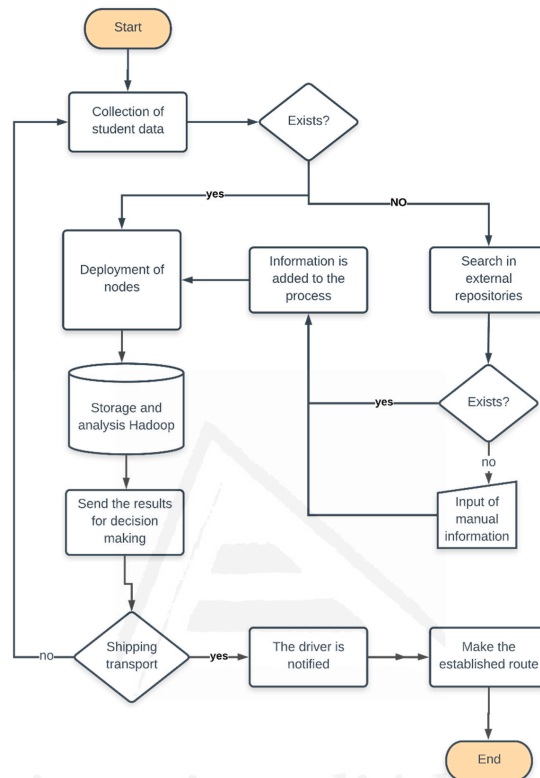 Start
Collection of
student data
Exists?
yes
NO
Deployment of
nodes
Information is
added to the
process
Search in
external
repositories
Storage and
analysis Hadoop
yes
Exists?
no
Send the results
for decision
making
Input of
manual
information
no
Shipping
transport
yes
The driver is
notified
Make the
established route
End